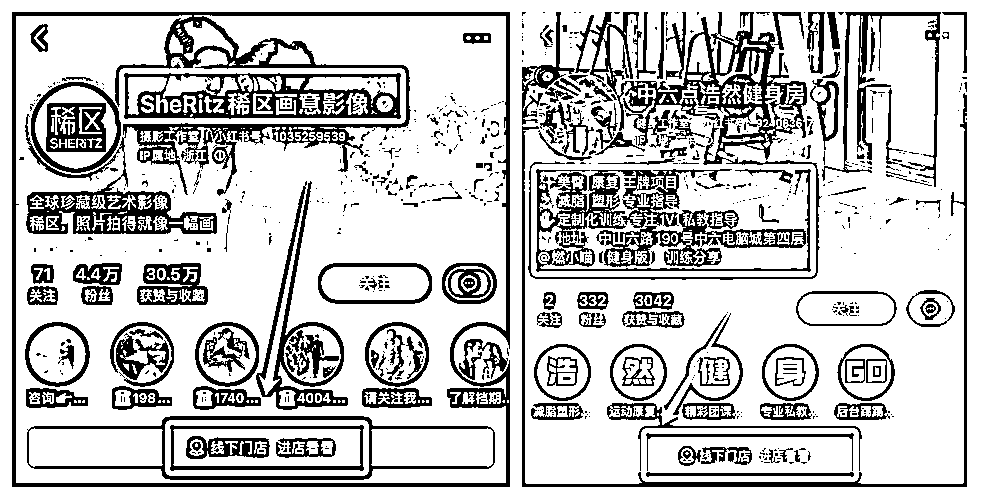 稀区
SHERITZ
SheRitz稀区画意影像
摄影工作室 小红书号：1035259539
IP属地：浙江
全球珍藏级艺术影像
稀区，照片拍得就像一幅画
71 4.4万 30.5万
关注 粉丝 获赞与收藏
关注
咨询 ... 198... 1740... 4004... 请关注我... 了解档期...
线下门店 进店看看
中六点浩然健身房
美臀 康复 王牌项目
减脂 塑形 专业指导
定制化训练 专注1V1私教指导
地址：中山六路190号中六电脑城第四层
@燃小喵（健身版） 训练分享
2 332 3042
关注 粉丝 获赞与收藏
关注
浩 然 健 身 GO
减脂塑形... 运动康复... 精彩团课... 专业私教... 后台踢踢...
线下门店 进店看看